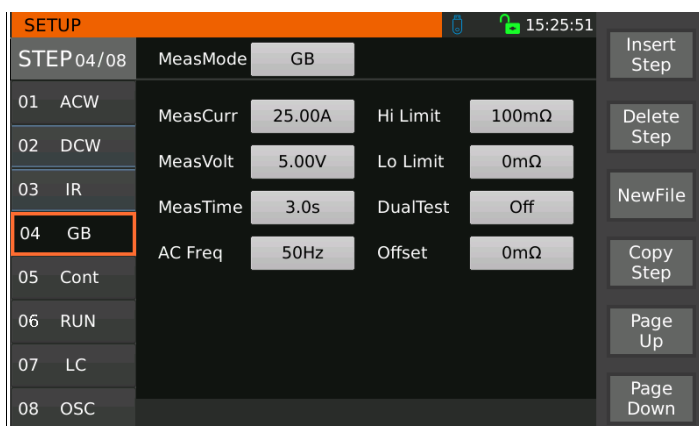 SETUP
15:25:51
STEP 04/08
MeasMode GB
01 ACW
02 DCW
03 IR
04 GB
05 Cont
06 RUN
07 LC
08 OSC
MeasCurr 25.00A Hi Limit 100mΩ
MeasVolt 5.00V Lo Limit 0mΩ
MeasTime 3.0s DualTest Off
AC Freq 50Hz Offset 0mΩ
Insert
Step
Delete
Step
NewFile
Copy
Step
Page
Up
Page
Down